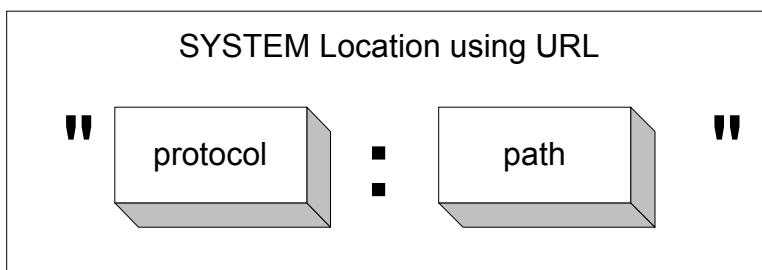 SYSTEM Location using URL
" protocol : path "